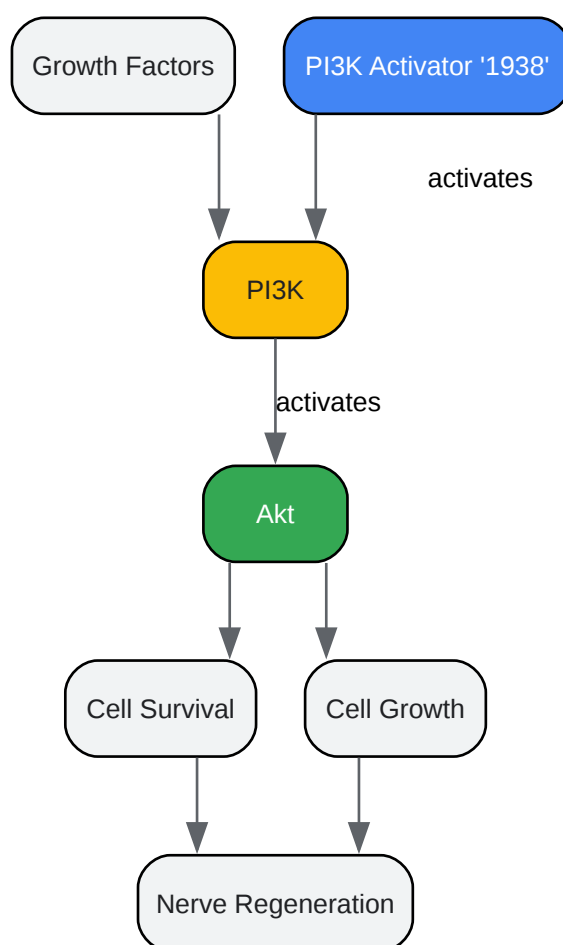 Growth Factors
PI3K Activator '1938'
activates
PI3K
activates
Akt
Cell Survival
Cell Growth
Nerve Regeneration